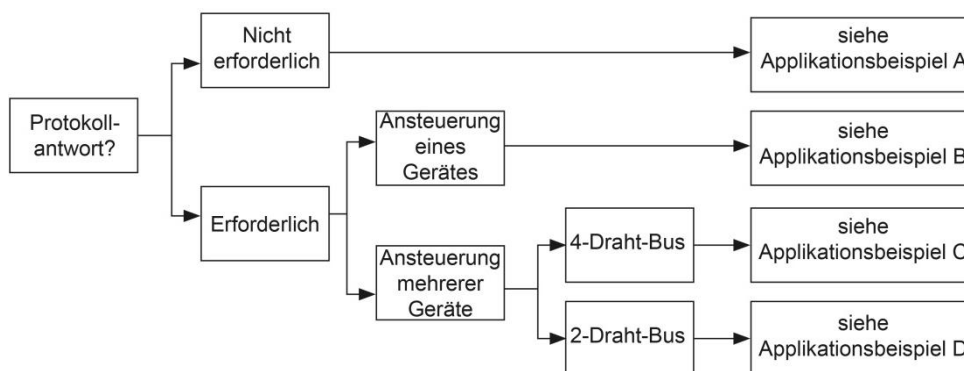 Protokoll-
antwort?
Nicht
erforderlich
siehe
Applikationsbeispiel A
Erforderlich
Ansteuerung
eines
Gerätes
siehe
Applikationsbeispiel B
Ansteuerung
mehrerer
Geräte
4-Draht-Bus
siehe
Applikationsbeispiel C
2-Draht-Bus
siehe
Applikationsbeispiel D